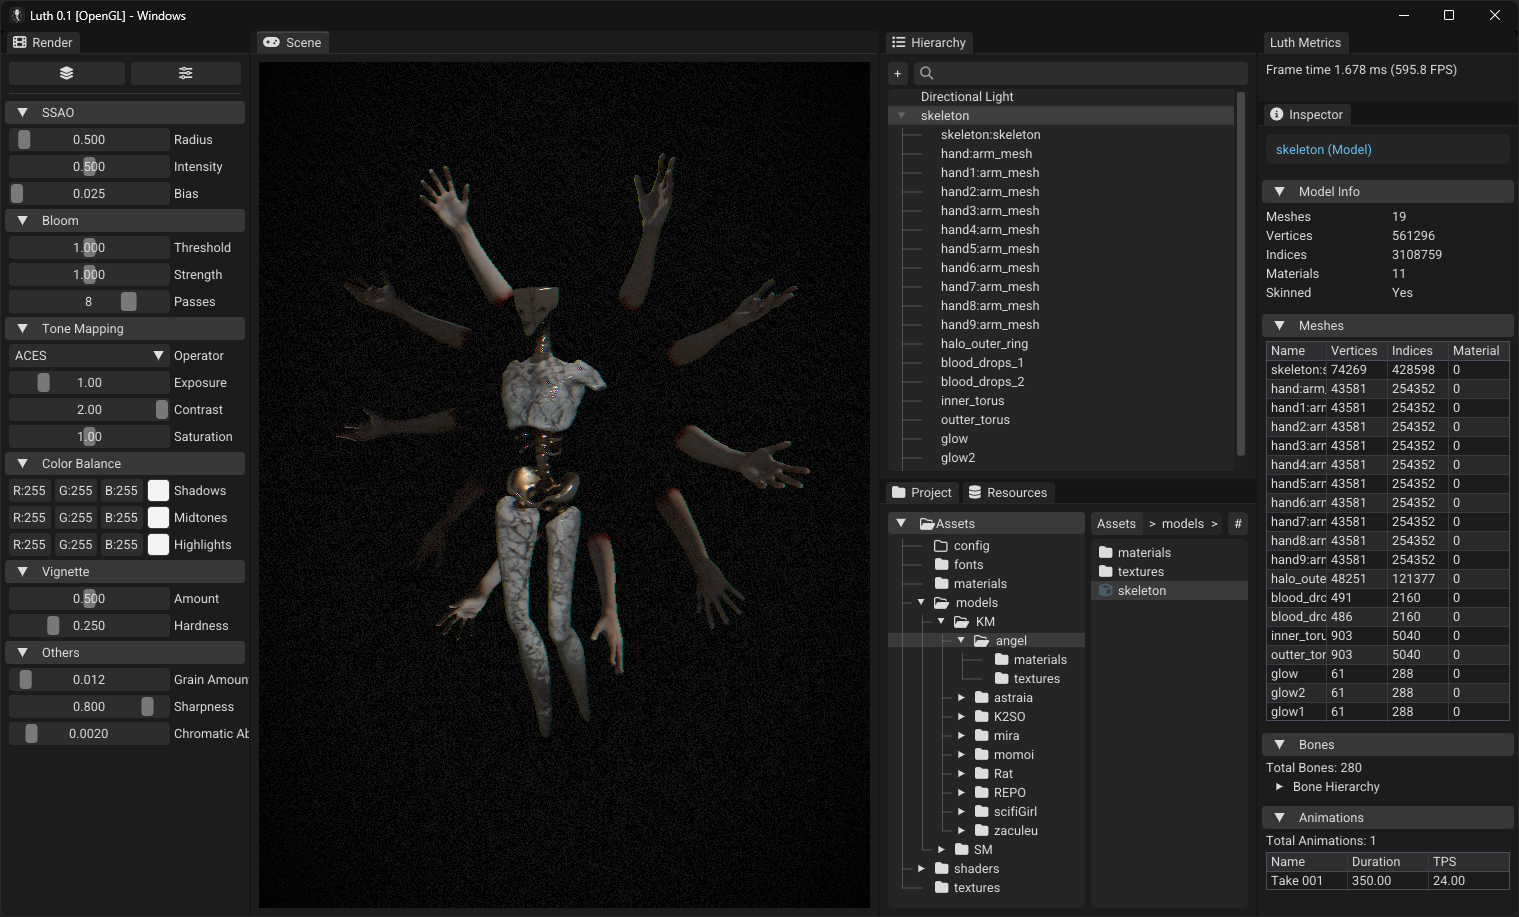 Luth 0.1 [OpenGL] - Windows
Render
SSAO
0.500 Radius
0.500 Intensity
0.025 Bias
Bloom
1.000 Threshold
1.000 Strength
8 Passes
Tone Mapping
ACES Operator
1.00 Exposure
2.00 Contrast
1.00 Saturation
Color Balance
R:255 G:255 B:255 Shadows
R:255 G:255 B:255 Midtones
R:255 G:255 B:255 Highlights
Vignette
0.500 Amount
0.250 Hardness
Others
0.012 Grain Amoun
0.800 Sharpness
0.0020 Chromatic Ab
Scene
Hierarchy
+
Directional Light
skeleton
skeleton:skeleton
hand:arm_mesh
hand1:arm_mesh
hand2:arm_mesh
hand3:arm_mesh
hand4:arm_mesh
hand5:arm_mesh
hand6:arm_mesh
hand7:arm_mesh
hand8:arm_mesh
hand9:arm_mesh
halo_outer_ring
blood_drops_1
blood_drops_2
inner_torus
outter_torus
glow
glow2
Project Resources
Assets
config
fonts
materials
models
KM
angel
materials
textures
astraia
K2SO
mira
momoi
Rat
REPO
scifiGirl
zaculeu
SM
shaders
textures
Assets > models > #
materials
textures
skeleton
Luth Metrics
Frame time 1.678 ms (595.8 FPS)
Inspector
skeleton (Model)
Model Info
Meshes 19
Vertices 561296
Indices 3108759
Materials 11
Skinned Yes
Meshes
Name Vertices Indices Material
skeleton:s 74269 428598 0
hand:arm_ 43581 254352 0
hand1:arr 43581 254352 0
hand2:arr 43581 254352 0
hand3:arr 43581 254352 0
hand4:arr 43581 254352 0
hand5:arr 43581 254352 0
hand6:arr 43581 254352 0
hand7:arr 43581 254352 0
hand8:arr 43581 254352 0
hand9:arr 43581 254352 0
halo_oute 48251 121377 0
blood_drc 491 2160 0
blood_drc 486 2160 0
inner_toru 903 5040 0
outter_tor 903 5040 0
glow 61 288 0
glow2 61 288 0
glow1 61 288 0
Bones
Total Bones: 280
Bone Hierarchy
Animations
Total Animations: 1
Name Duration TPS
Take 001 350.00 24.00